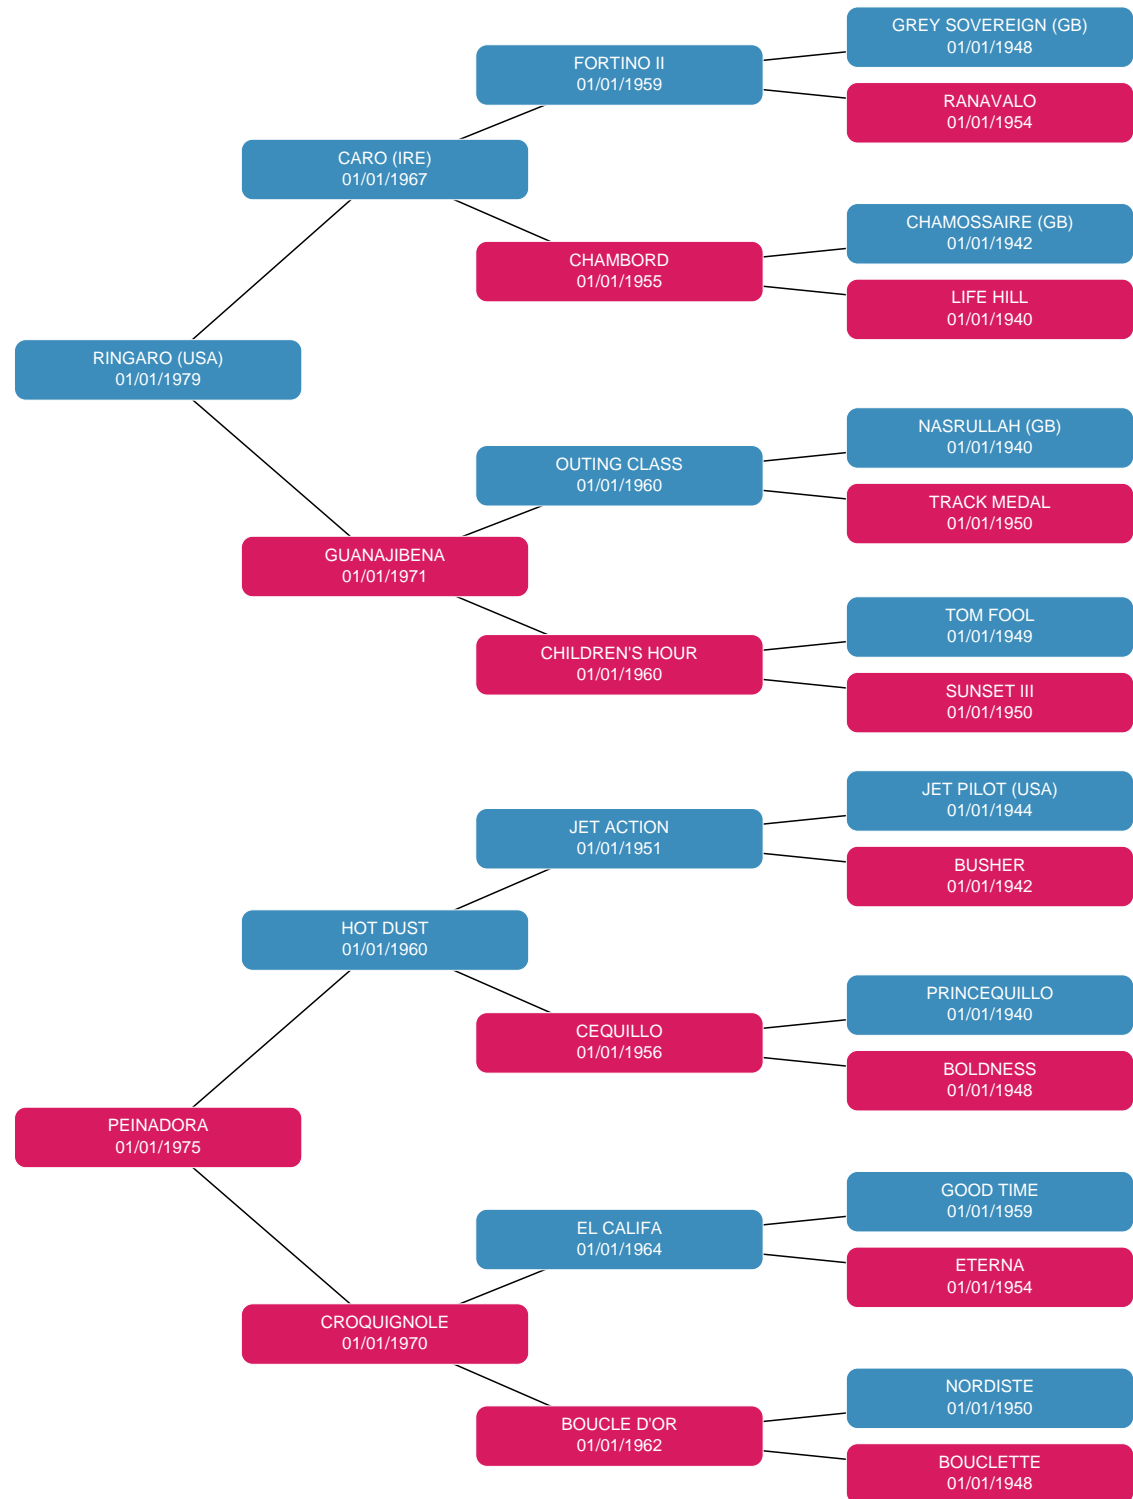 GREY SOVEREIGN (GB)
01/01/1948
FORTINO II
01/01/1959
RANAVALO
01/01/1954
CARO (IRE)
01/01/1967
CHAMOSSAIRE (GB)
01/01/1942
CHAMBORD
01/01/1955
LIFE HILL
01/01/1940
RINGARO (USA)
01/01/1979
NASRULLAH (GB)
01/01/1940
OUTING CLASS
01/01/1960
TRACK MEDAL
01/01/1950
GUANAJIBENA
01/01/1971
TOM FOOL
01/01/1949
CHILDREN'S HOUR
01/01/1960
SUNSET III
01/01/1950
JET PILOT (USA)
01/01/1944
JET ACTION
01/01/1951
BUSHER
01/01/1942
HOT DUST
01/01/1960
PRINCEQUILLO
01/01/1940
CEQUILLO
01/01/1956
BOLDNESS
01/01/1948
PEINADORA
01/01/1975
GOOD TIME
01/01/1959
EL CALIFA
01/01/1964
ETERNA
01/01/1954
CROQUIGNOLE
01/01/1970
NORDISTE
01/01/1950
BOUCLE D'OR
01/01/1962
BOUCLETTE
01/01/1948